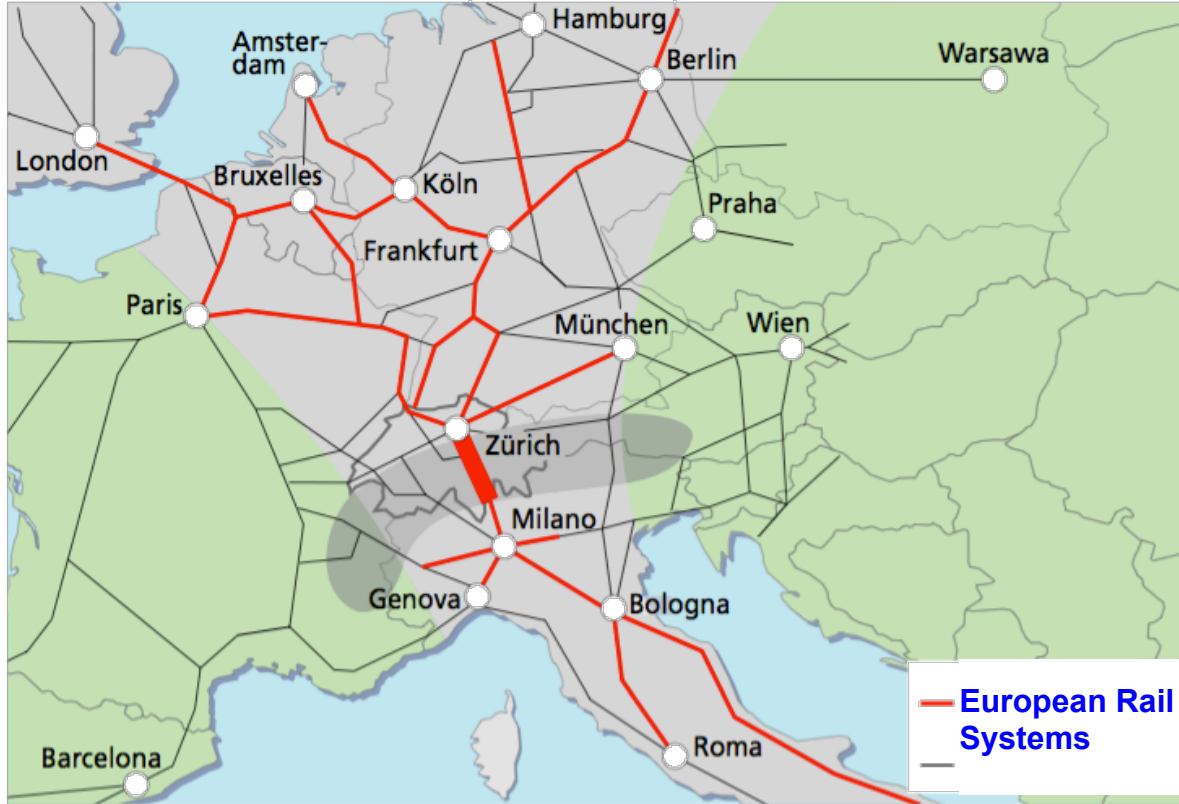 Hamburg
Amster-
dam
Berlin
Warsawa
London
Bruxelles
Köln
Praha
Frankfurt
Paris
München
Wien
Zürich
Milano
Genova
Bologna
European Rail
Systems
Roma
Barcelona